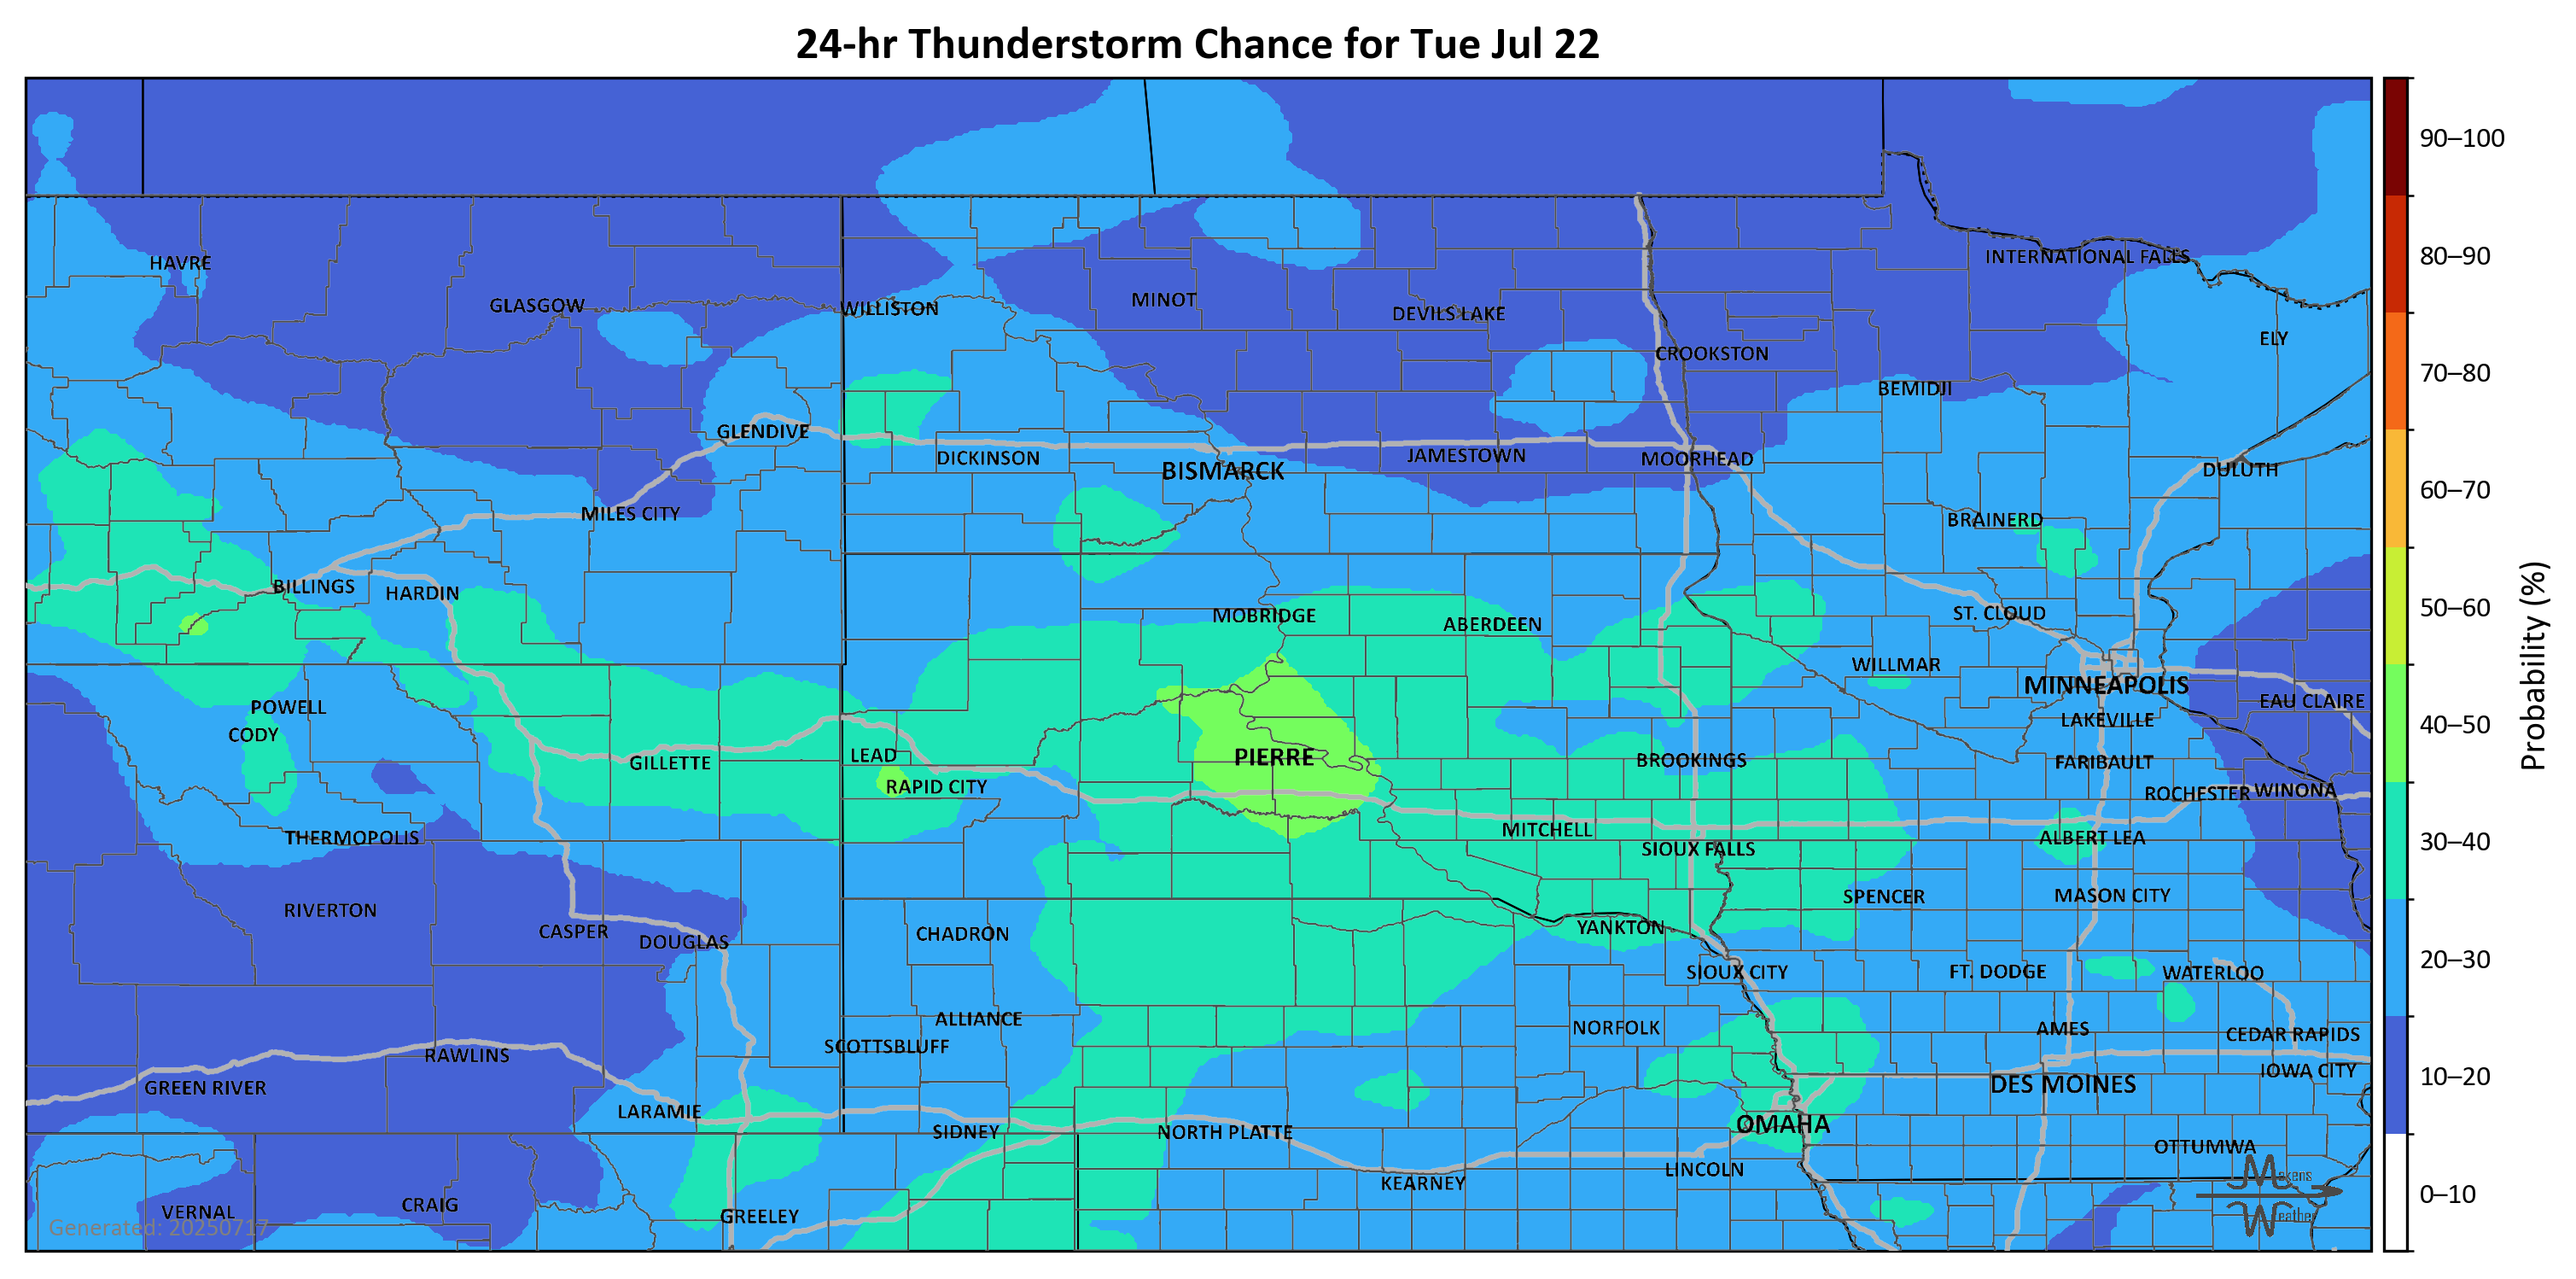 24-hr Thunderstorm Chance for Tue Jul 22
90–100
HAVRE
INTERNATIONAL FALLS
80–90
GLASGOW
WILLISTON
MINOT
DEVILS LAKE
ELY
CROOKSTON
70–80
BEMIDJI
GLENDIVE
DICKINSON
BISMARCK
JAMESTOWN
MOORHEAD
DULUTH
60–70
MILES CITY
BRAINERD
BILLINGS
HARDIN
MOBRIDGE
ABERDEEN
ST. CLOUD
50–60
WILLMAR
MINNEAPOLIS
Probability (%)
POWELL
EAU CLAIRE
CODY
LAKEVILLE
40–50
GILLETTE
LEAD
PIERRE
BROOKINGS
FARIBAULT
RAPID CITY
ROCHESTER
WINONA
THERMOPOLIS
MITCHELL
ALBERT LEA
30–40
SIOUX FALLS
RIVERTON
SPENCER
MASON CITY
CASPER
DOUGLAS
CHADRON
YANKTON
20–30
SIOUX CITY
FT. DODGE
WATERLOO
ALLIANCE
NORFOLK
AMES
CEDAR RAPIDS
SCOTTSBLUFF
RAWLINS
IOWA CITY
10–20
GREEN RIVER
DES MOINES
LARAMIE
SIDNEY
NORTH PLATTE
OMAHA
OTTUMWA
LINCOLN
KEARNEY
Makens
Weather
0–10
VERNAL
CRAIG
GREELEY
Generated: 20250717